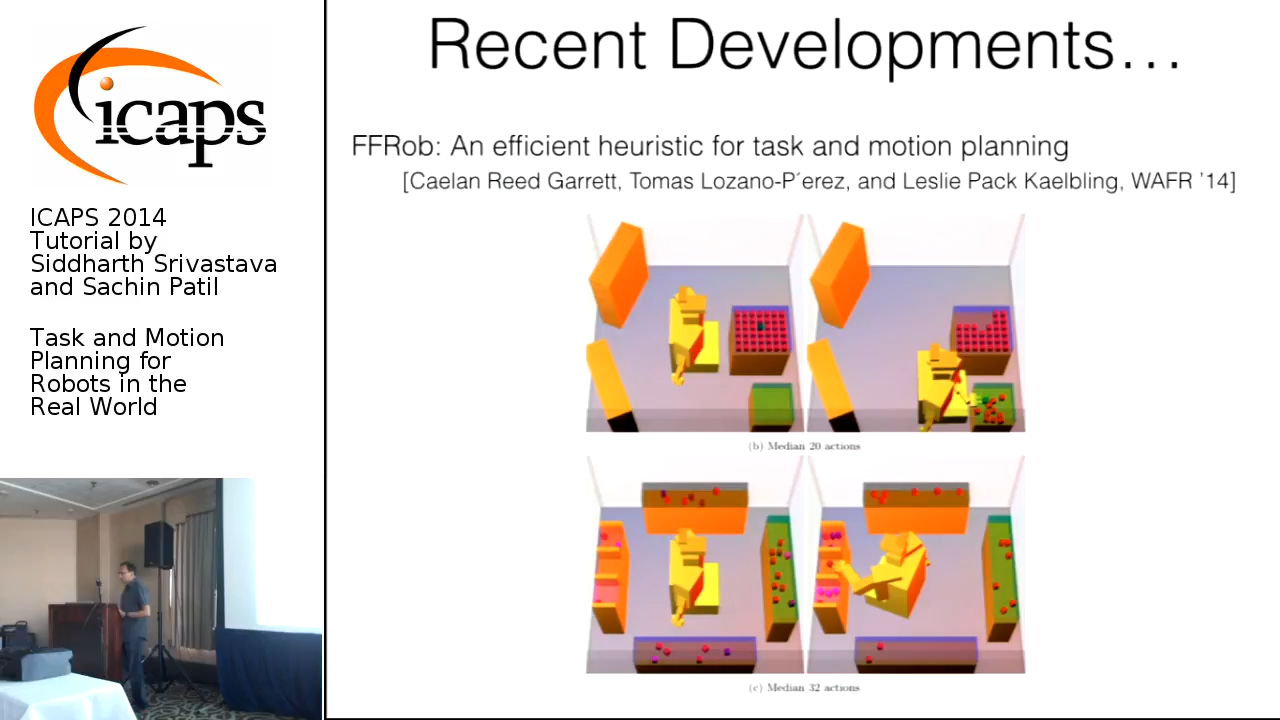 icaps
ICAPS 2014
Tutorial by
Siddharth Srivastava
and Sachin Patil
Task and Motion
Planning for
Robots in the
Real World
Recent Developments…
FFRob: An efficient heuristic for task and motion planning
[Caelan Reed Garrett, Tomas Lozano-P´erez, and Leslie Pack Kaelbling, WAFR ’14]
(b) Median 20 actions
(c) Median 32 actions